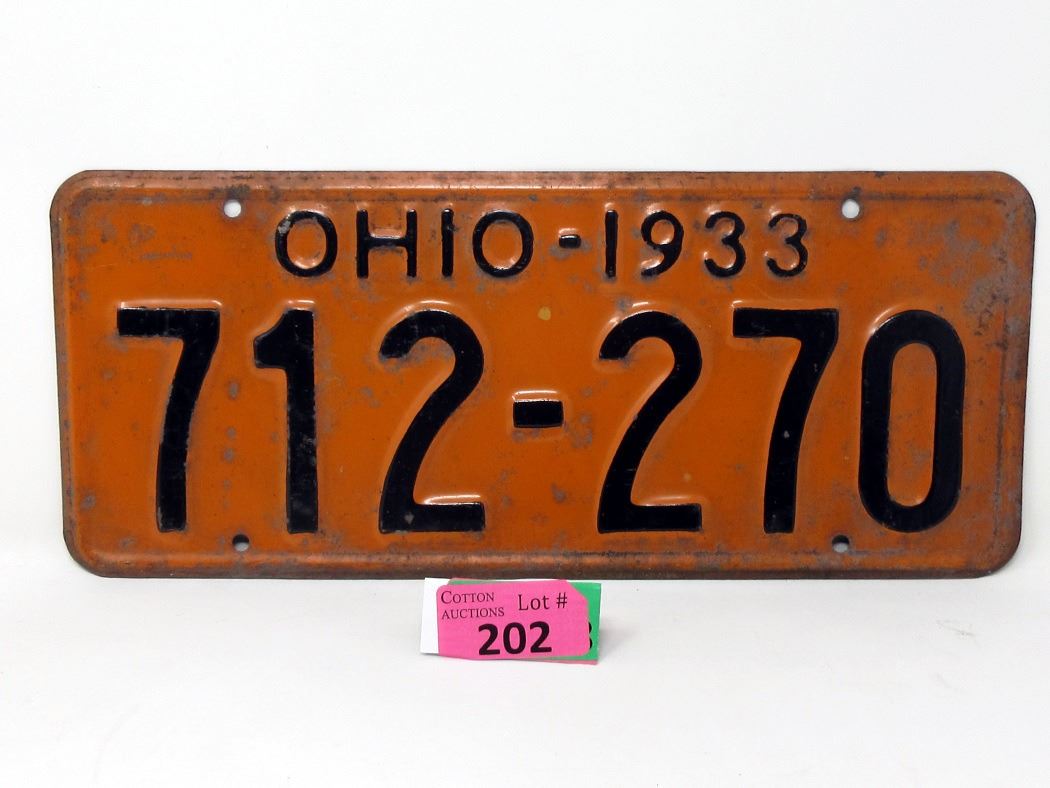 OHIO-1933
712-270
COTTON AUCTIONS Lot #
202